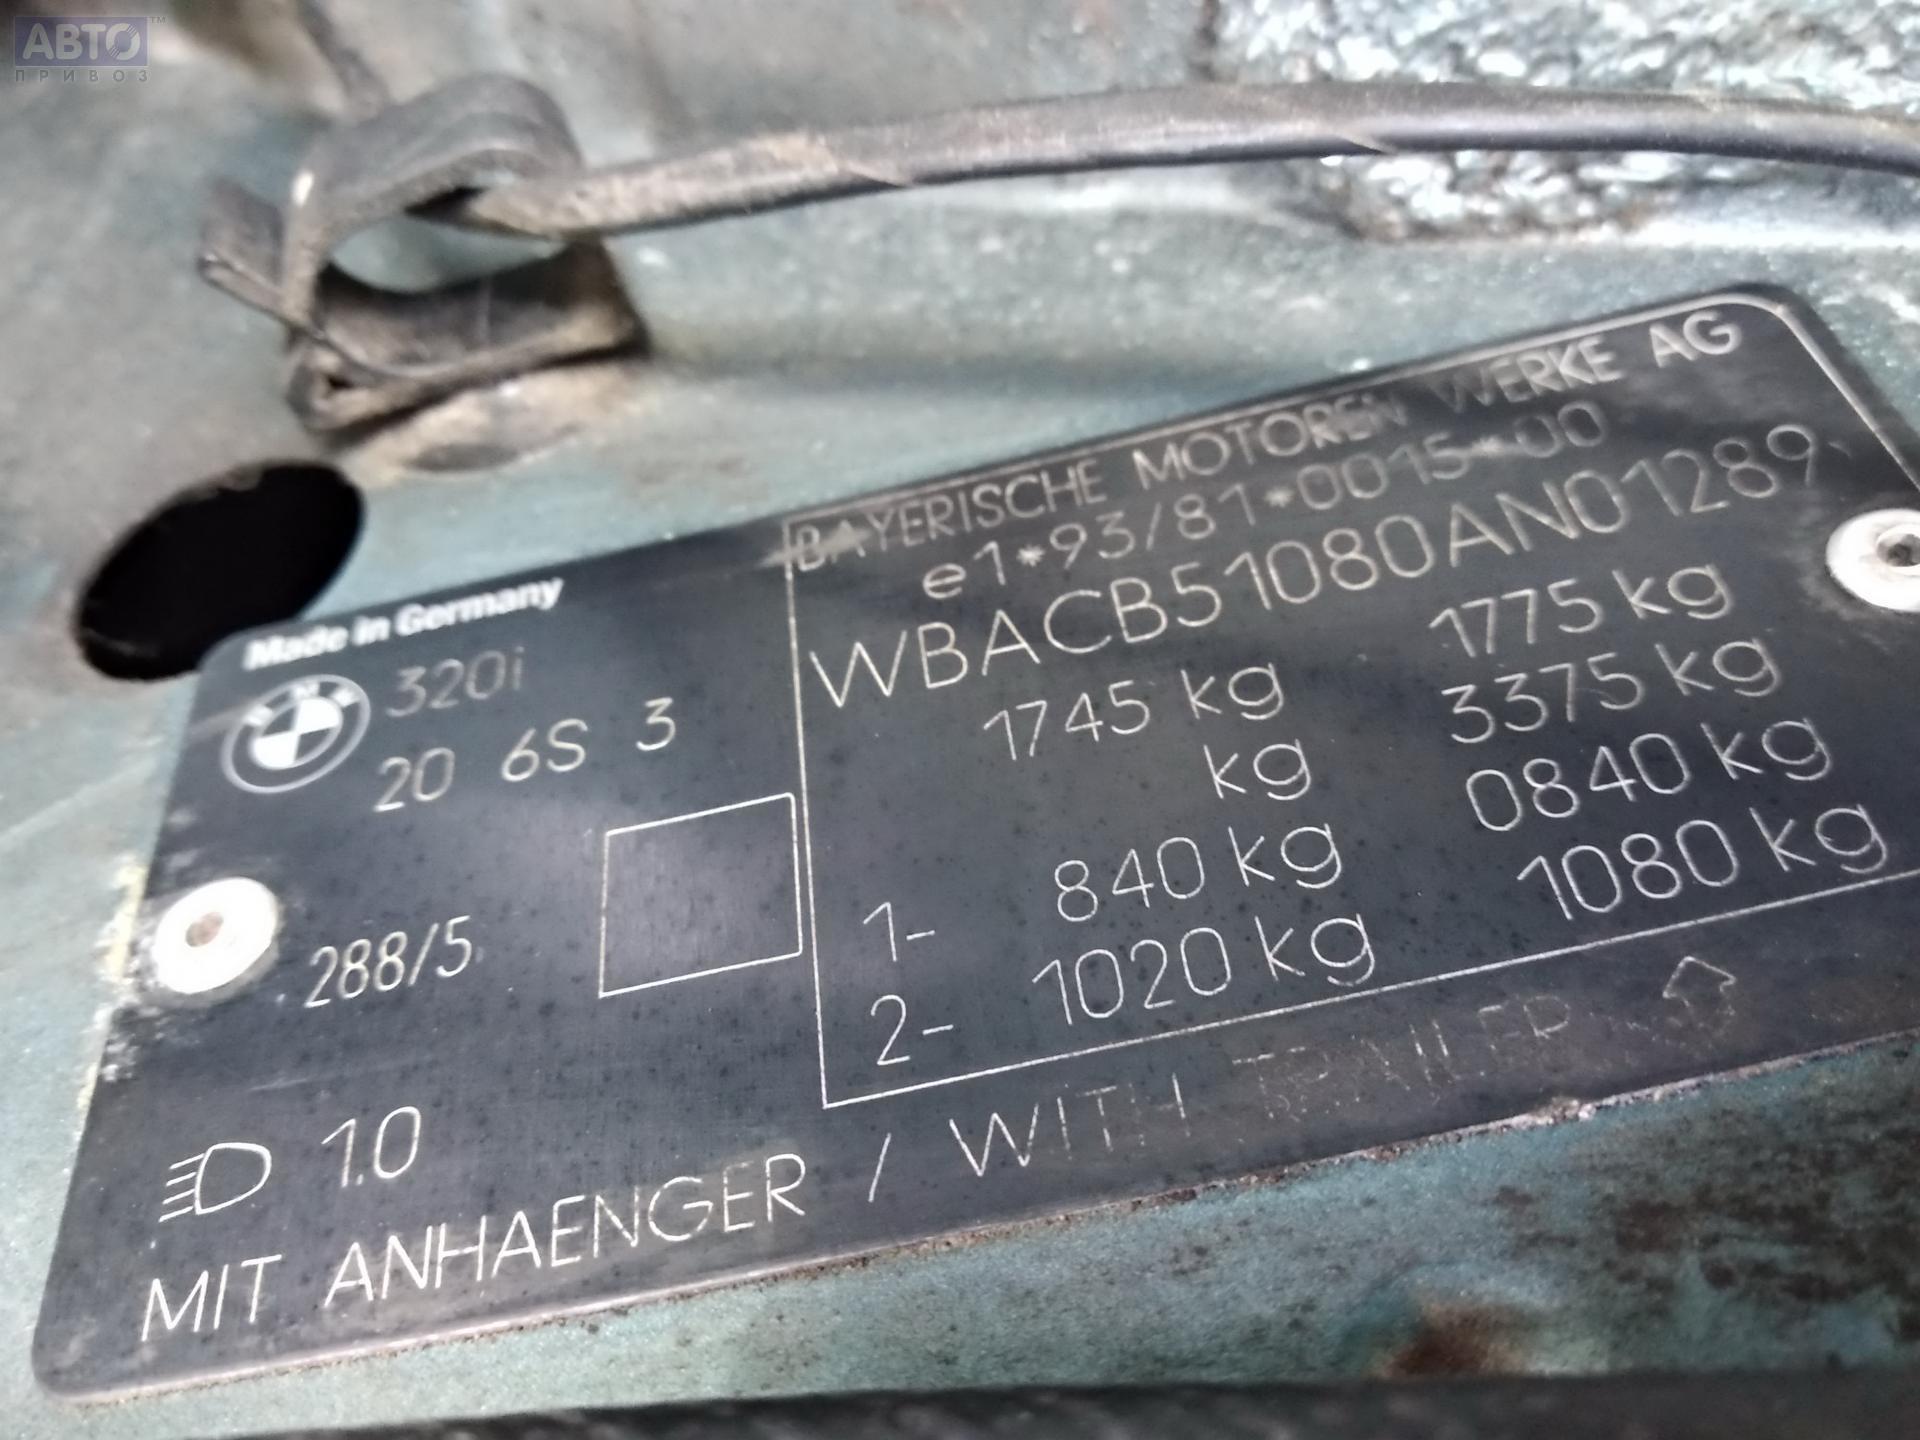 АВТО™
ПРИВОЗ
Made in Germany
BMW 320i
20 6S 3
288/5
1.0
BAYERISCHE MOTOREN WERKE AG
e1*93/81*0015*00
WBACB51080AN01289
1745 kg 1775 kg
kg 3375 kg
1- 840 kg 0840 kg
2- 1020 kg 1080 kg
MIT ANHAENGER / WITH TRAILER